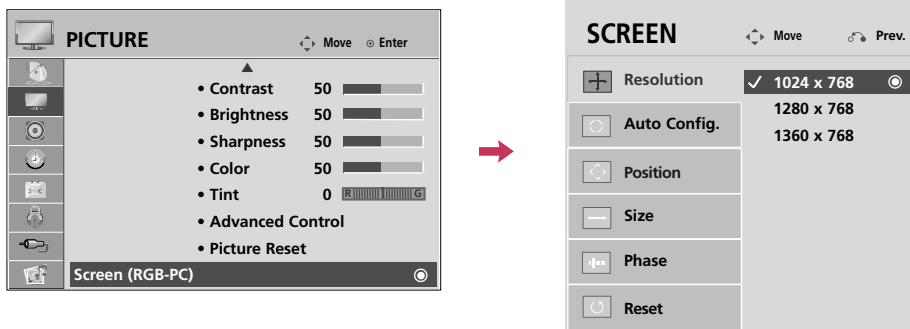 PICTURE
Move
Enter
• Contrast 50
• Brightness 50
• Sharpness 50
• Color 50
• Tint 0 R G
• Advanced Control
• Picture Reset
Screen (RGB-PC)
SCREEN
Move
Prev.
Resolution
Auto Config.
Position
Size
Phase
Reset
1024 x 768
1280 x 768
1360 x 768